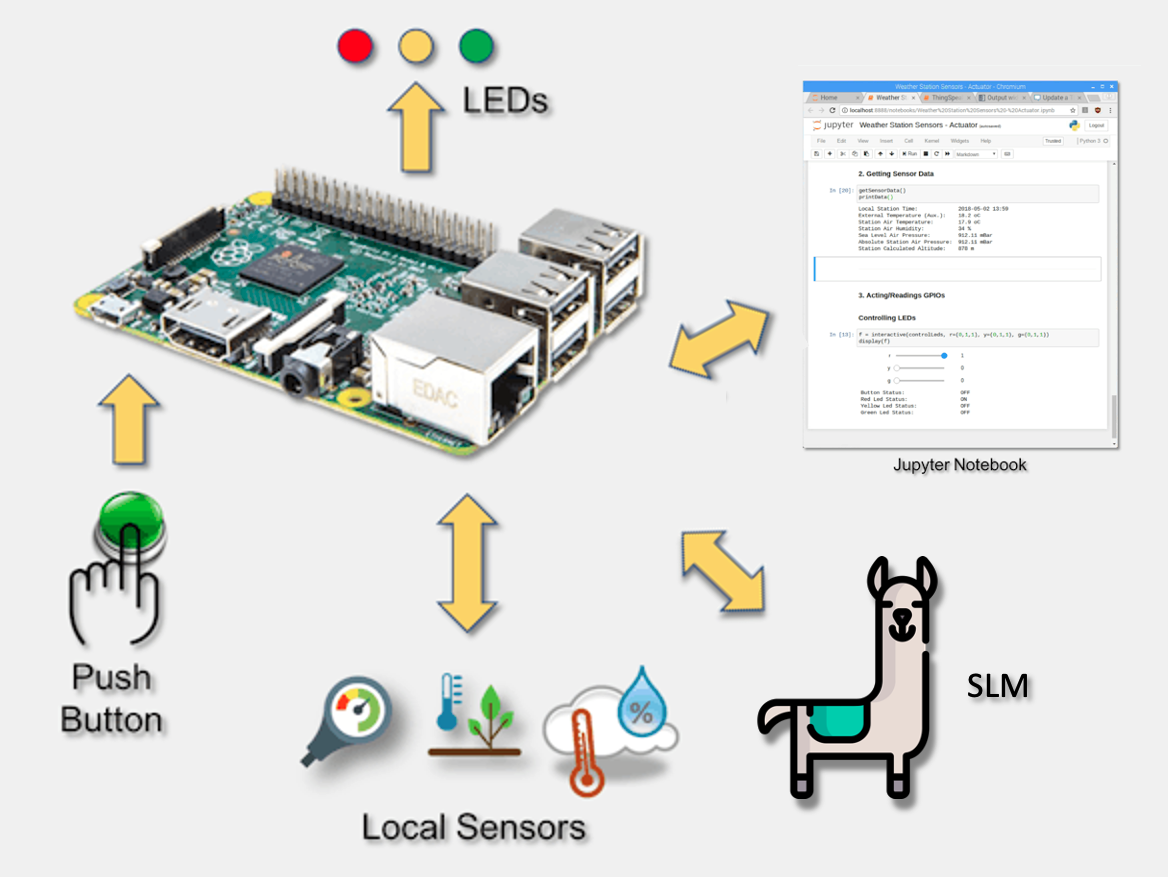 LEDs
Weather Station Sensors - Actuator - Chromium
Home
Weather St
ThingSpea
Output wid
Update a
localhost:8888/notebooks/Weather%20Station%20Sensors%20-%20Actuator.ipynb
jupyter Weather Station Sensors - Actuator (autosaved)
Logout
File Edit View Insert Cell Kernel Widgets Help
Trusted
Python 3
Run
Markdown
2. Getting Sensor Data
In [20]: getSensorData()
printData()
Local Station Time: 2018-05-02 13:59
External Temperature (Aux.): 18.2 oC
Station Air Temperature: 17.9 oC
Station Air Humidity: 34 %
Sea Level Air Pressure: 912.11 mBar
Absolute Station Air Pressure: 912.11 mBar
Station Calculated Altitude: 878 m
3. Acting/Readings GPIOs
Controlling LEDs
In [13]: f = interactive(controlLeds, r=(0,1,1), y=(0,1,1), g=(0,1,1))
display(f)
r 1
y 0
g 0
Button Status: OFF
Red Led Status: ON
Yellow Led Status: OFF
Green Led Status: OFF
Jupyter Notebook
EDAC
ETHERNET
Push
Button
%
SLM
Local Sensors